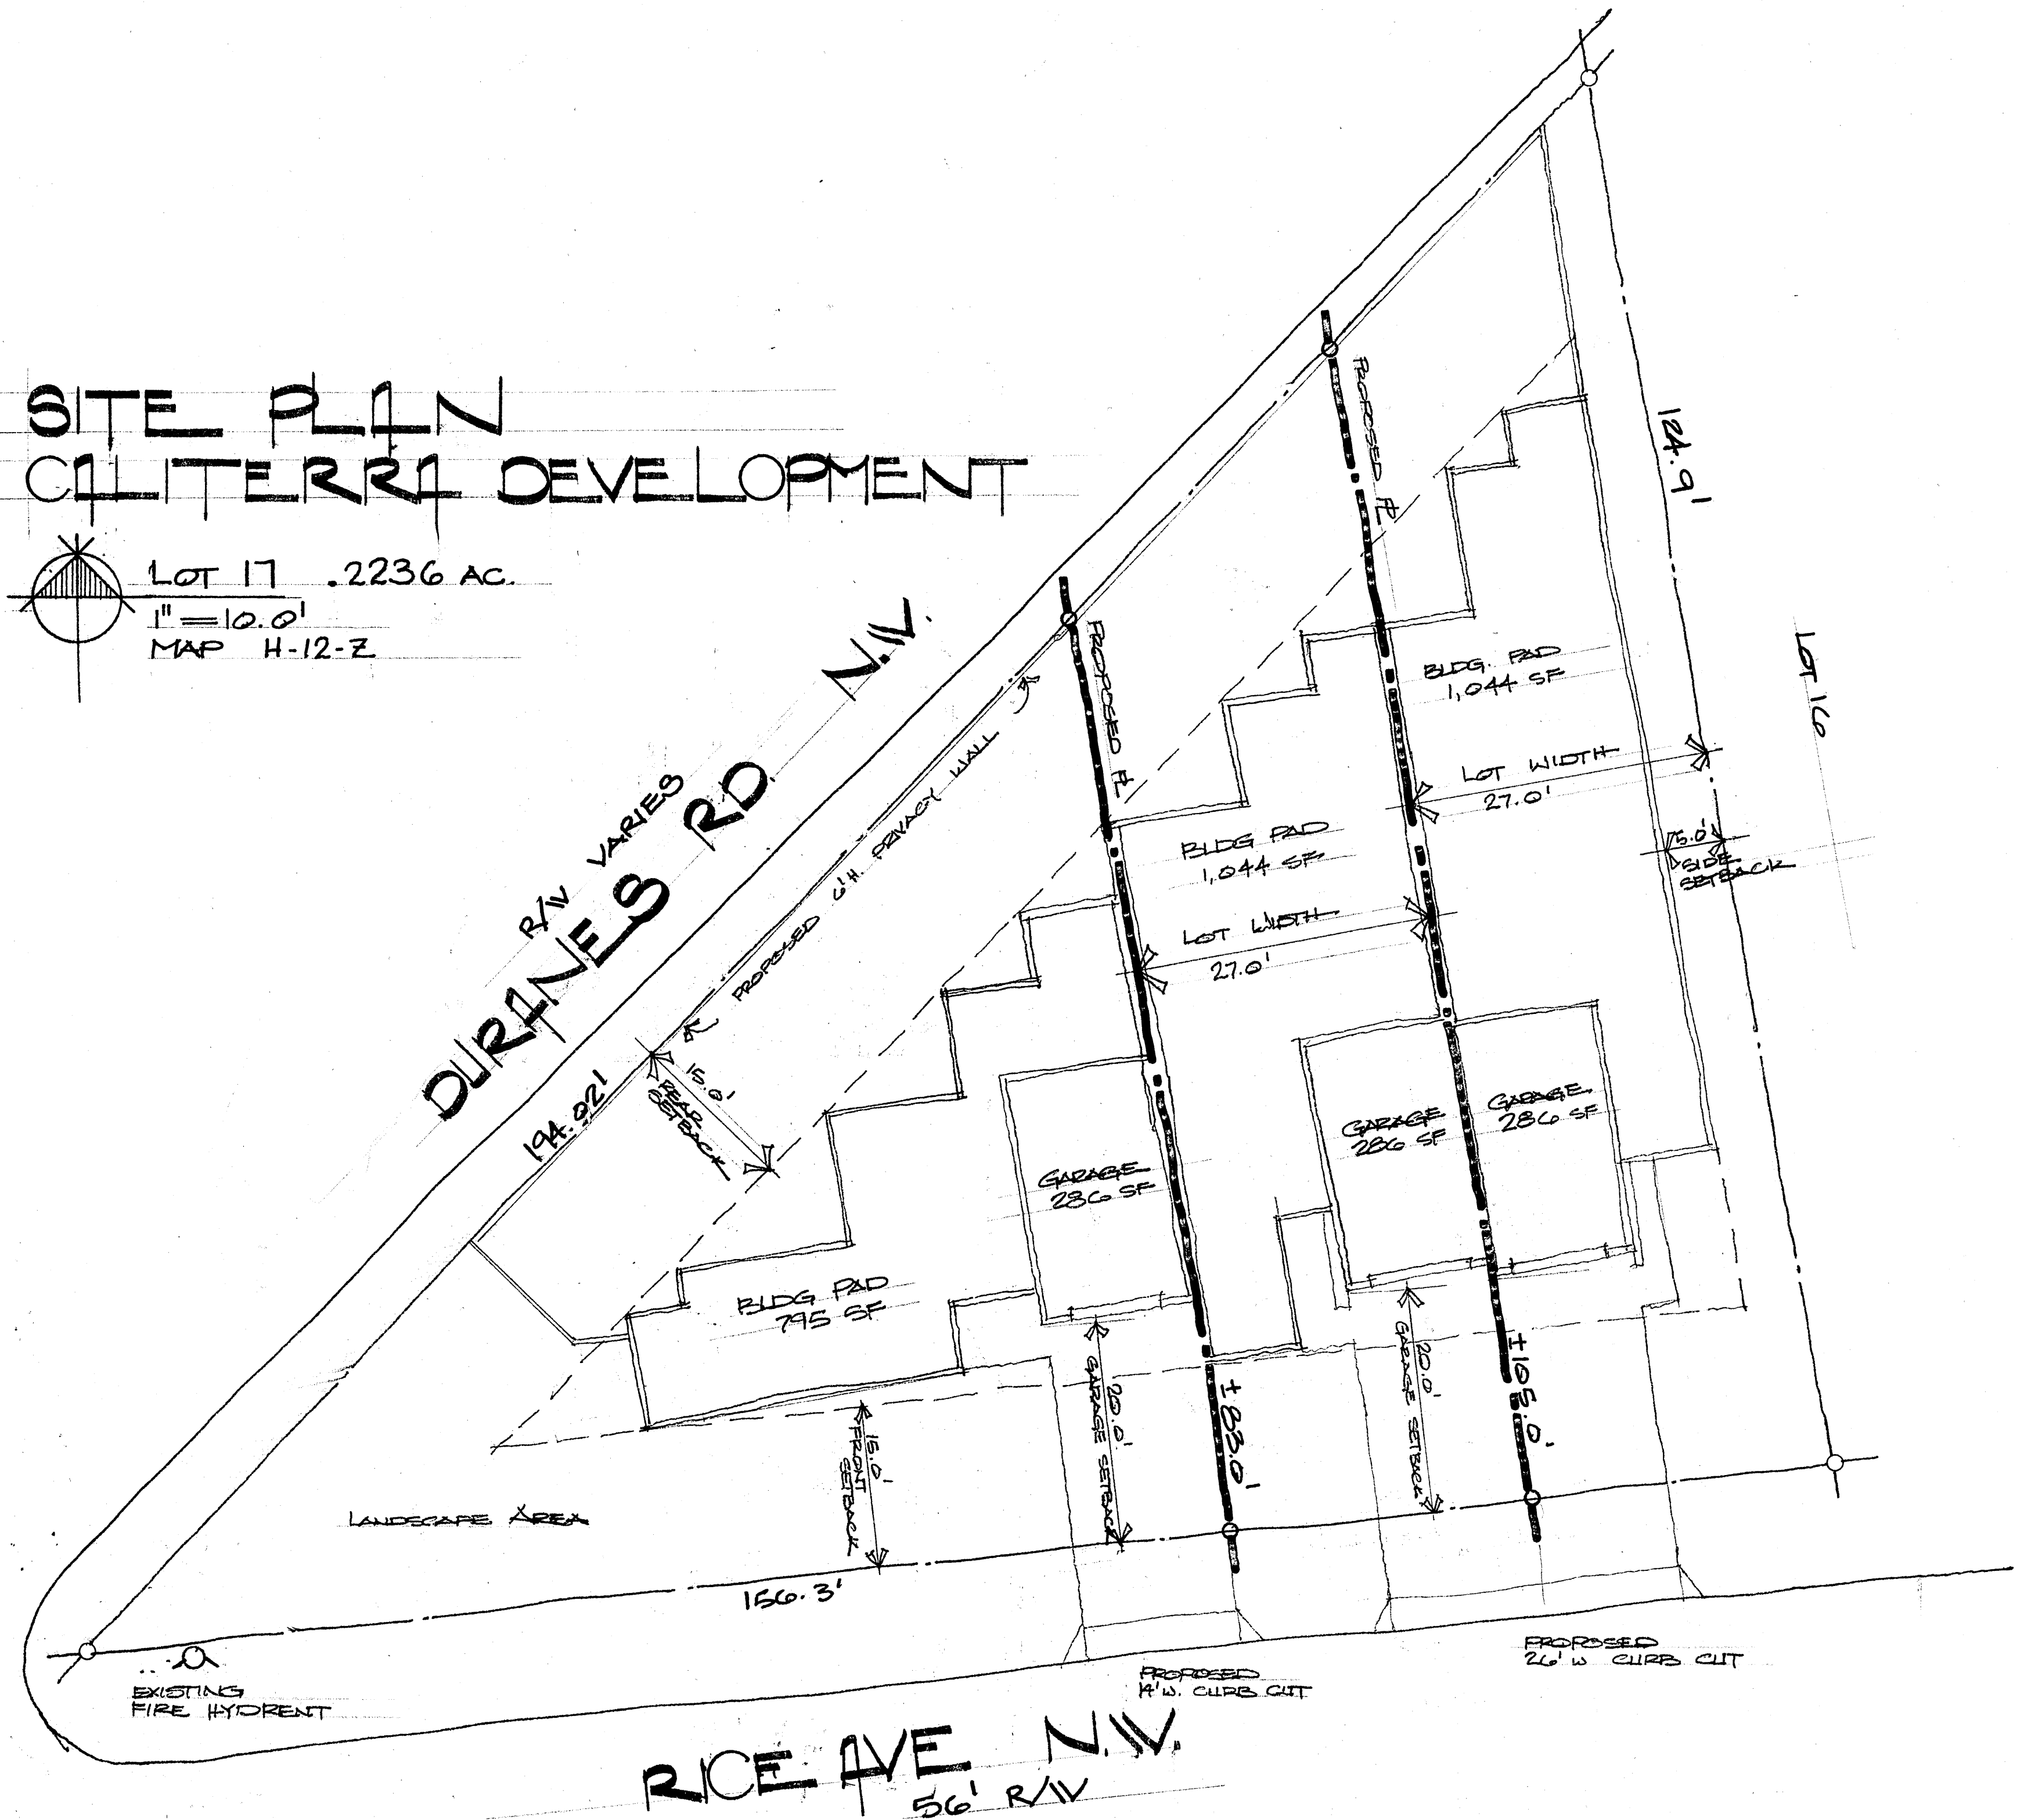 SITE PLAN
CALITERRA DEVELOPMENT
LOT 17 .2236 AC.
1" = 10.0'
MAP H-12-Z
DURANES RD. N.W.
R/W VARIES
194.02'
PROPOSED 6'H. PRIVACY WALL
15.0'
REAR
SETBACK
PROPOSED PL
PROPOSED PL
124.9'
LOT 16
BLDG. PAD
1,044 SF
LOT WIDTH
27.0'
5.0'
SIDE
SETBACK
BLDG PAD
1,044 SF
LOT WIDTH
27.0'
GARAGE
286 SF
GARAGE
286 SF
GARAGE
286 SF
BLDG PAD
795 SF
15.0'
FRONT
SETBACK
20.0'
GARAGE SETBACK
±83.0'
20.0'
GARAGE SETBACK
±105.0'
LANDSCAPE AREA
156.3'
EXISTING
FIRE HYDRENT
PROPOSED
14'W. CURB CUT
PROPOSED
26'W CURB CUT
RICE AVE N.W.
56' R/W